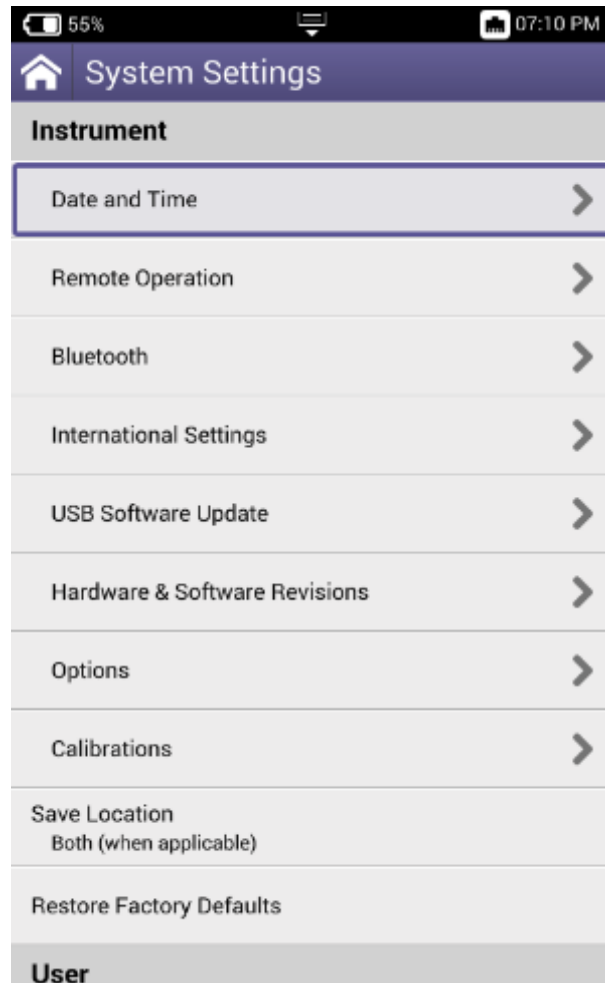 55%
07:10 PM
System Settings
Instrument
Date and Time
Remote Operation
Bluetooth
International Settings
USB Software Update
Hardware & Software Revisions
Options
Calibrations
Save Location
Both (when applicable)
Restore Factory Defaults
User